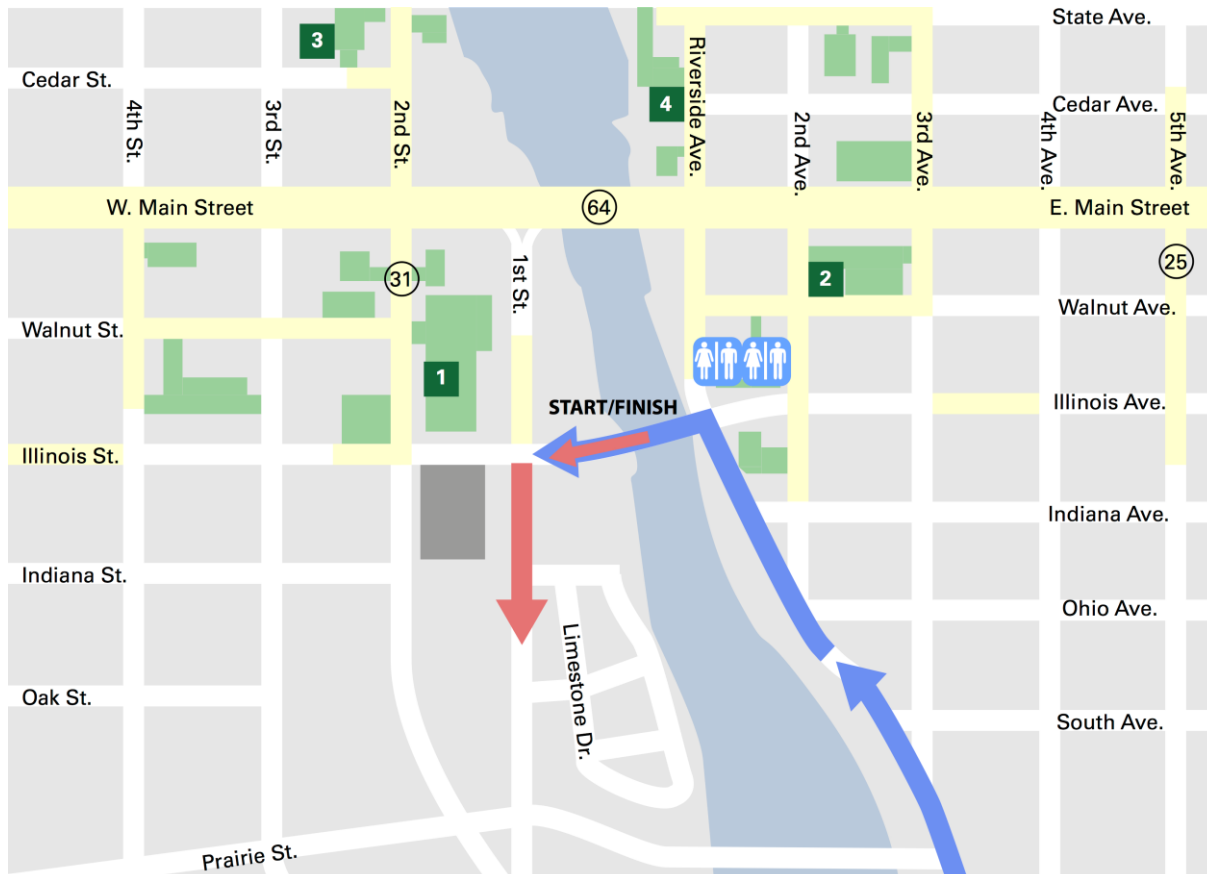 State Ave.
3
Cedar St.
4th St.
3rd St.
2nd St.
Riverside Ave.
4
2nd Ave.
3rd Ave.
Cedar Ave.
4th Ave.
5th Ave.
W. Main Street
64
E. Main Street
31
1st St.
2
25
Walnut St.
Walnut Ave.
1
START/FINISH
Illinois Ave.
Illinois St.
Indiana Ave.
Indiana St.
Ohio Ave.
Limestone Dr.
Oak St.
South Ave.
Prairie St.